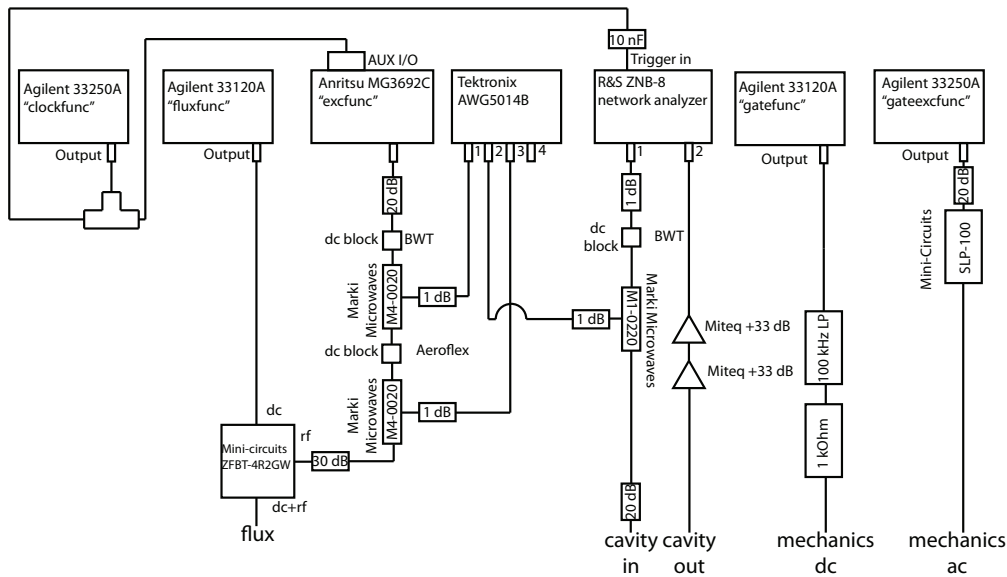 10 nF
AUX I/O
Trigger in
Agilent 33250A
“clockfunc”
Agilent 33120A
“fluxfunc”
Anritsu MG3692C
“excfunc”
Tektronix
AWG5014B
R&S ZNB-8
network analyzer
Agilent 33120A
“gatefunc”
Agilent 33250A
“gateexcfunc”
Output
Output
1
2
3
4
1
2
Output
Output
20 dB
1 dB
20 dB
dc block
BWT
dc
block
BWT
Mini-Circuits
SLP-100
Marki
Microwaves
M4-0020
1 dB
1 dB
M1-0220
Marki Microwaves
Miteq +33 dB
100 kHz LP
dc block
Aeroflex
Miteq +33 dB
Marki
Microwaves
M4-0020
1 dB
1 kOhm
dc
rf
Mini-circuits
ZFBT-4R2GW
30 dB
dc+rf
20 dB
flux
cavity
in
cavity
out
mechanics
dc
mechanics
ac